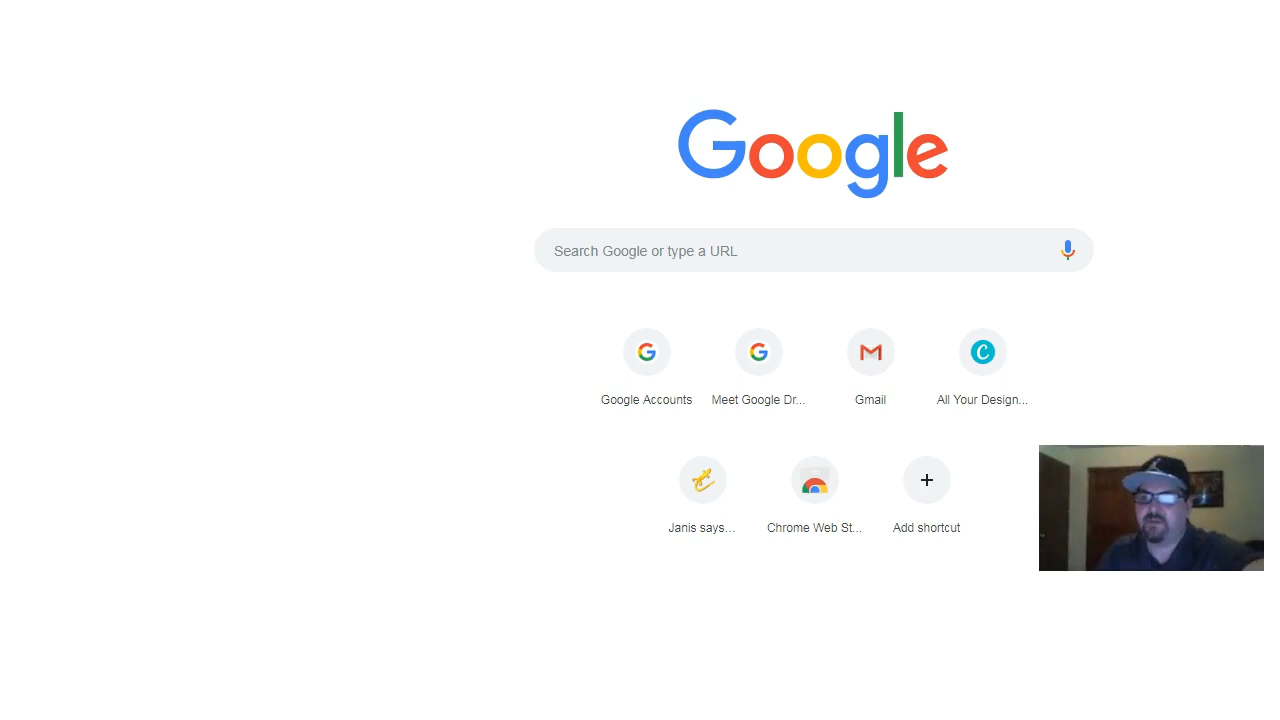 Google
Search Google or type a URL
Google Accounts
Meet Google Dr...
Gmail
All Your Design...
Janis says...
Chrome Web St...
Add shortcut